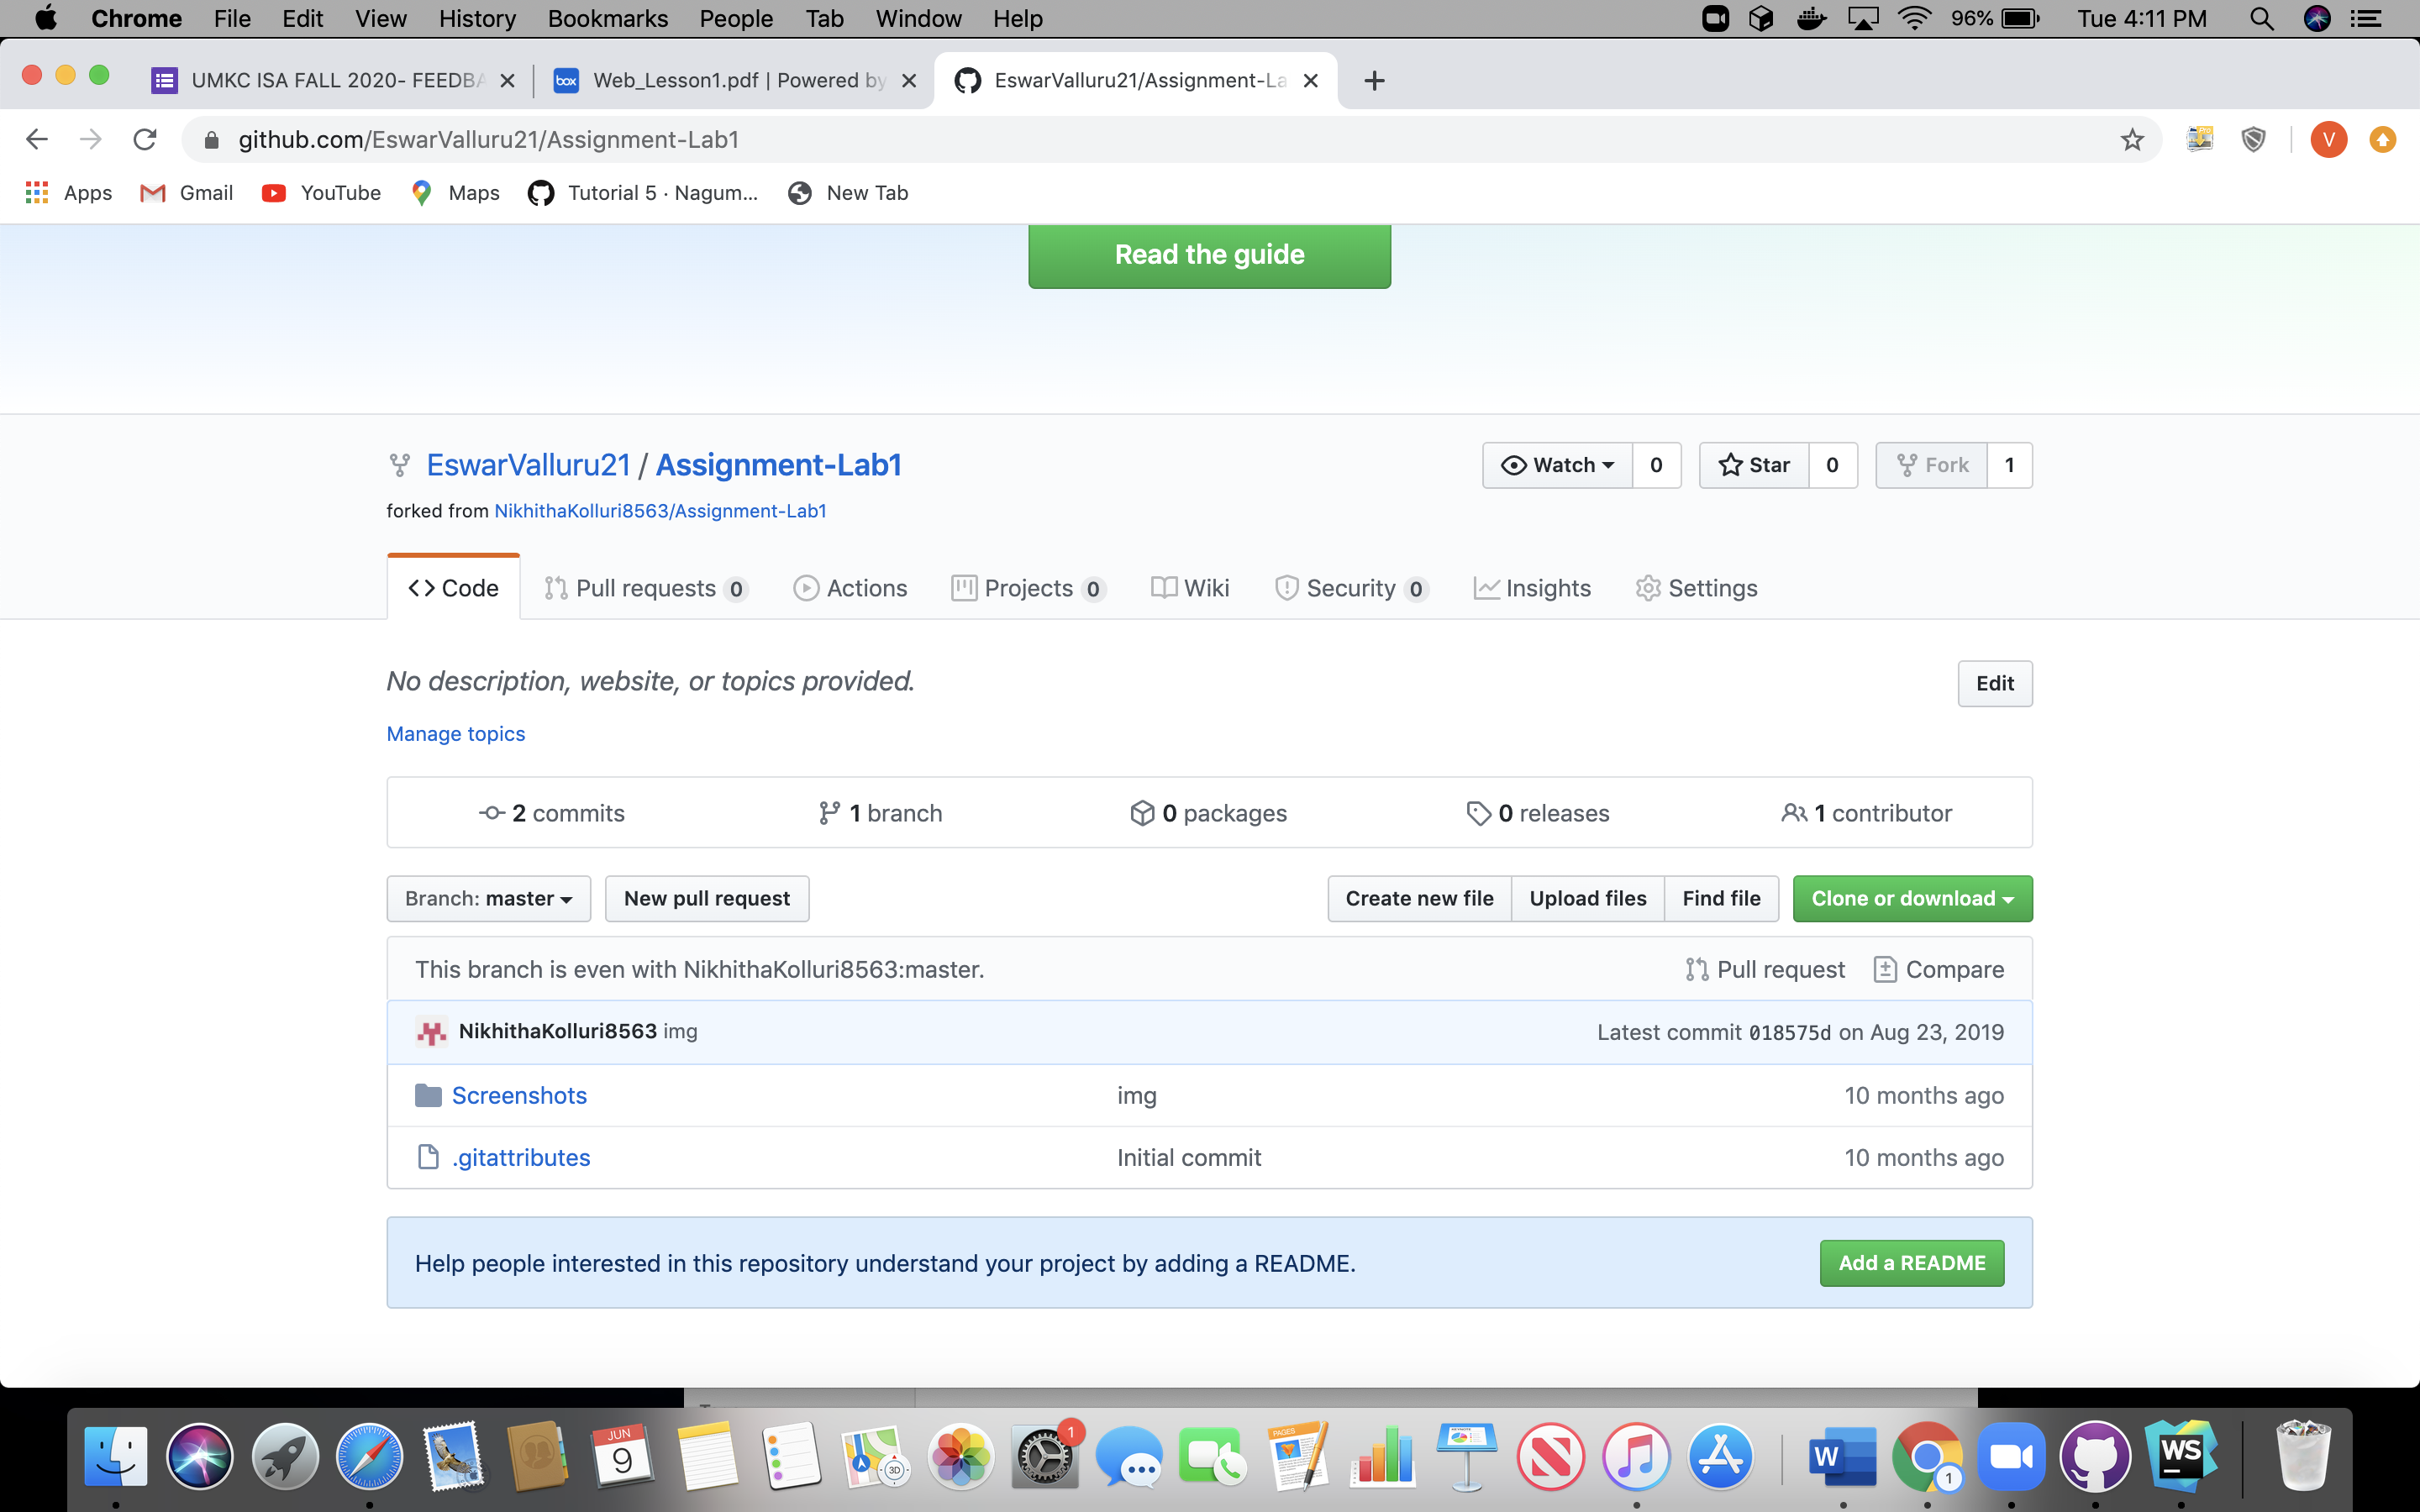 Chrome File Edit View History Bookmarks People Tab Window Help 96% Tue 4:11 PM
UMKC ISA FALL 2020- FEEDBA Web_Lesson1.pdf | Powered by EswarValluru21/Assignment-La
github.com/EswarValluru21/Assignment-Lab1 V
Apps Gmail YouTube Maps Tutorial 5 · Nagum... New Tab
Read the guide
EswarValluru21 / Assignment-Lab1 Watch 0 Star 0 Fork 1
forked from NikhithaKolluri8563/Assignment-Lab1
Code Pull requests 0 Actions Projects 0 Wiki Security 0 Insights Settings
No description, website, or topics provided. Edit
Manage topics
2 commits 1 branch 0 packages 0 releases 1 contributor
Branch: master New pull request Create new file Upload files Find file Clone or download
This branch is even with NikhithaKolluri8563:master. Pull request Compare
NikhithaKolluri8563 img Latest commit 018575d on Aug 23, 2019
Screenshots img 10 months ago
.gitattributes Initial commit 10 months ago
Help people interested in this repository understand your project by adding a README. Add a README
JUN 9 3D 1 PAGES W 1 WS